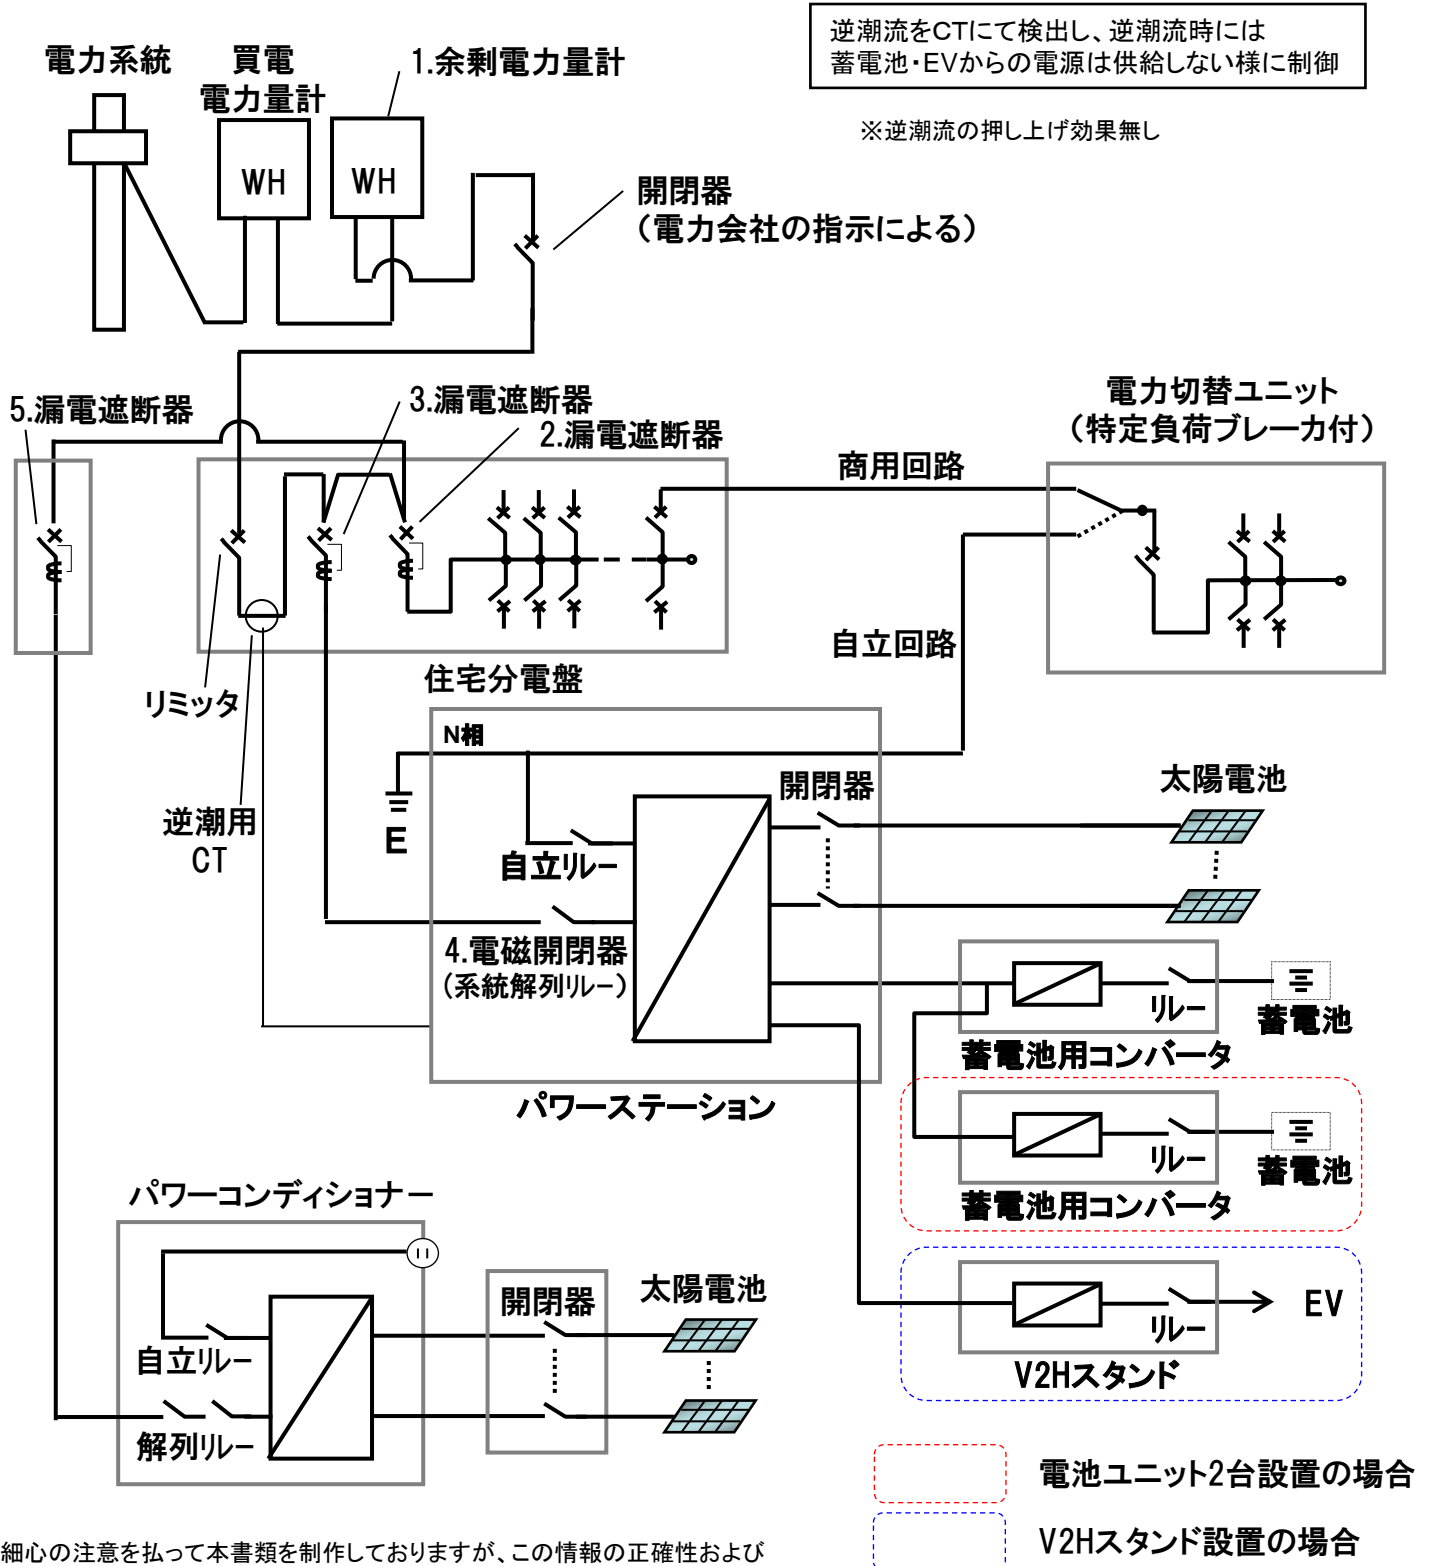 逆潮流をCTにて検出し、逆潮流時には
蓄電池・EVからの電源は供給しない様に制御
※逆潮流の押し上げ効果無し
電力系統
買電
電力量計
1.余剰電力量計
WH
WH
開閉器
（電力会社の指示による）
5.漏電遮断器
3.漏電遮断器
2.漏電遮断器
電力切替ユニット
（特定負荷ブレーカ付）
商用回路
自立回路
住宅分電盤
リミッタ
逆潮用
CT
N相
E
開閉器
太陽電池
自立リレー
4.電磁開閉器
（系統解列リレー）
リレー
蓄電池
蓄電池用コンバータ
パワーステーション
リレー
蓄電池
蓄電池用コンバータ
パワーコンディショナー
開閉器
太陽電池
自立リレー
解列リレー
リレー
EV
V2Hスタンド
電池ユニット2台設置の場合
V2Hスタンド設置の場合
細心の注意を払って本書類を制作しておりますが、この情報の正確性および